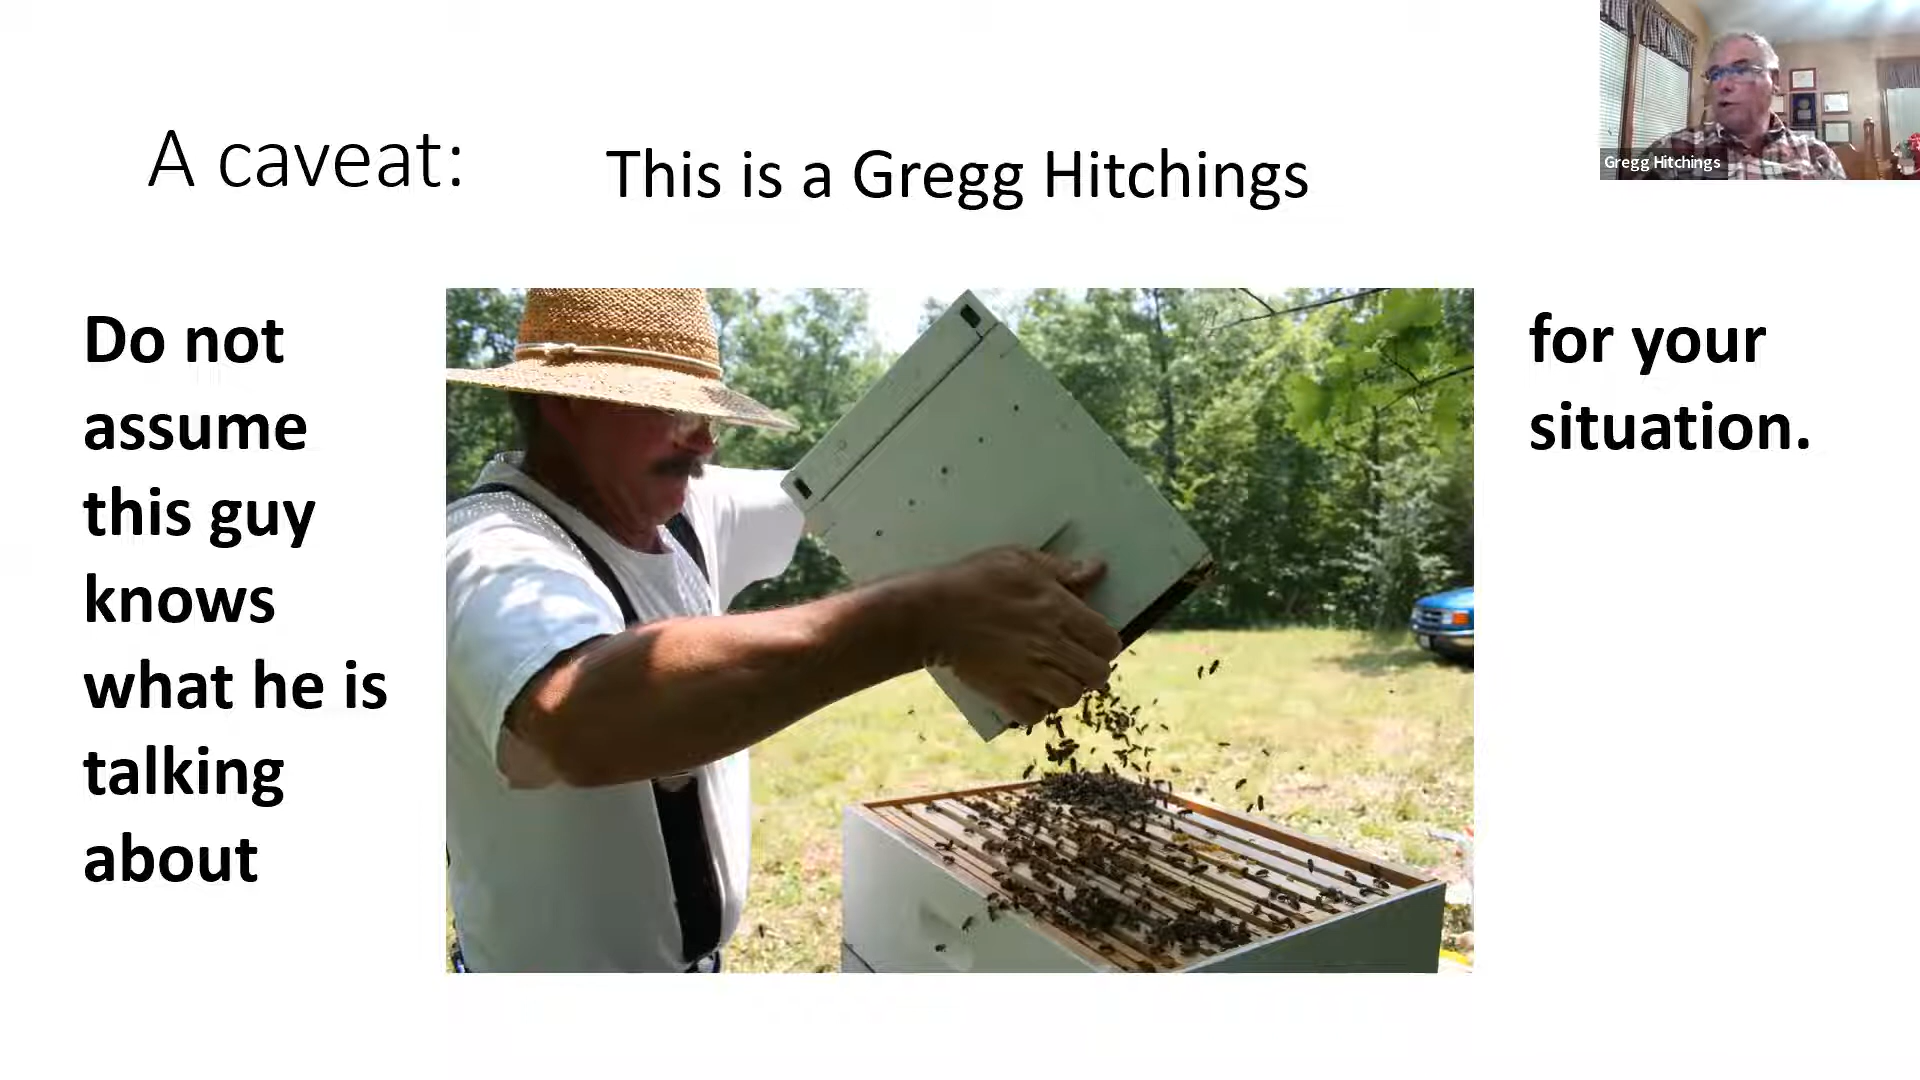 A caveat:
This is a Gregg Hitchings
Gregg Hitchings
Do not
assume
this guy
knows
what he is
talking
about
for your
situation.